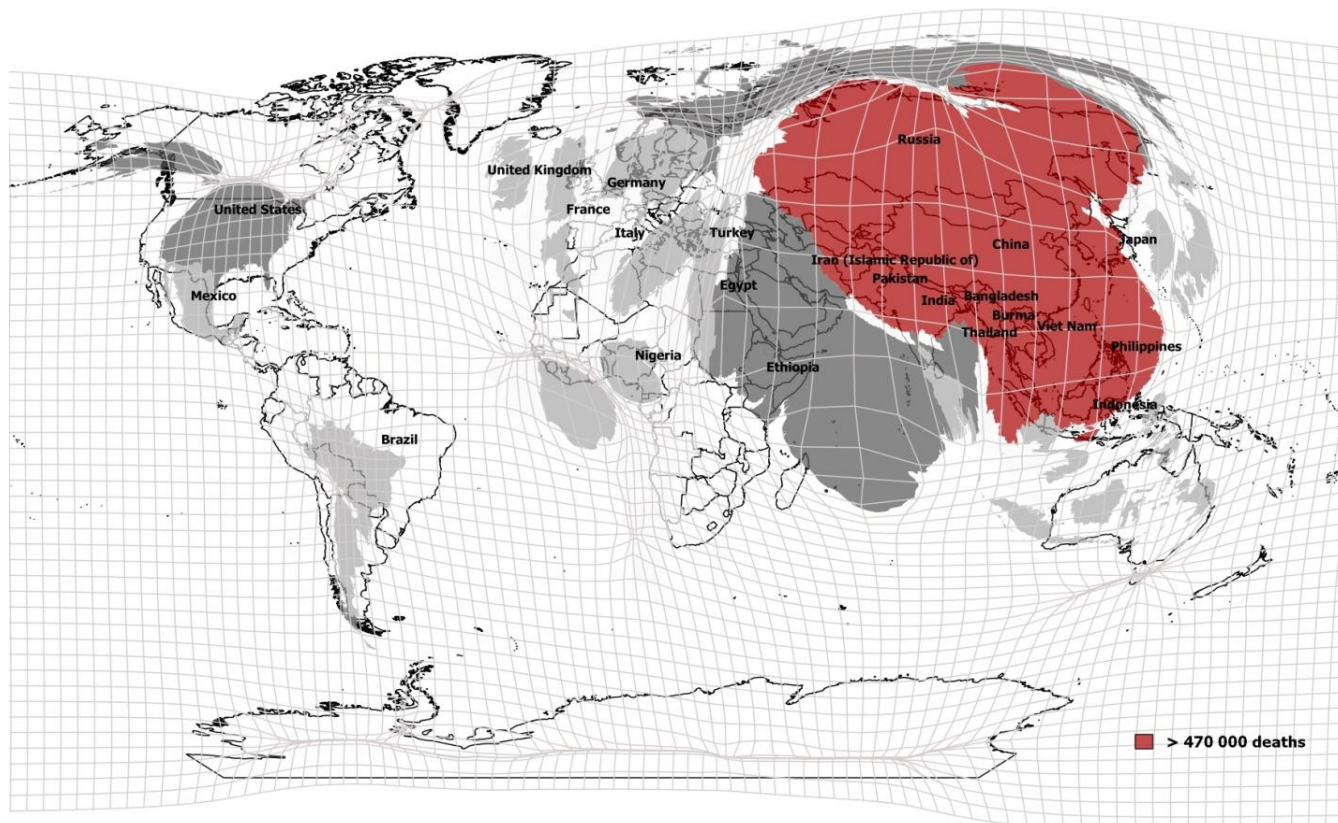 Russia
United Kingdom
Germany
United States
France
Italy
Turkey
Japan
China
Iran (Islamic Republic of)
Pakistan
Egypt
Mexico
India
Bangladesh
Burma
Viet Nam
Thailand
Philippines
Nigeria
Ethiopia
Indonesia
Brazil
> 470 000 deaths